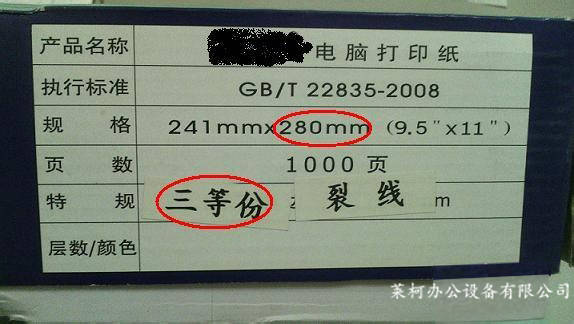 产品名称 电脑打印纸
执行标准 GB/T 22835-2008
规格 241mmx280mm (9.5"x11")
页数 1000页
特规 三等份 裂线 m
层数/颜色
莱柯办公设备有限公司